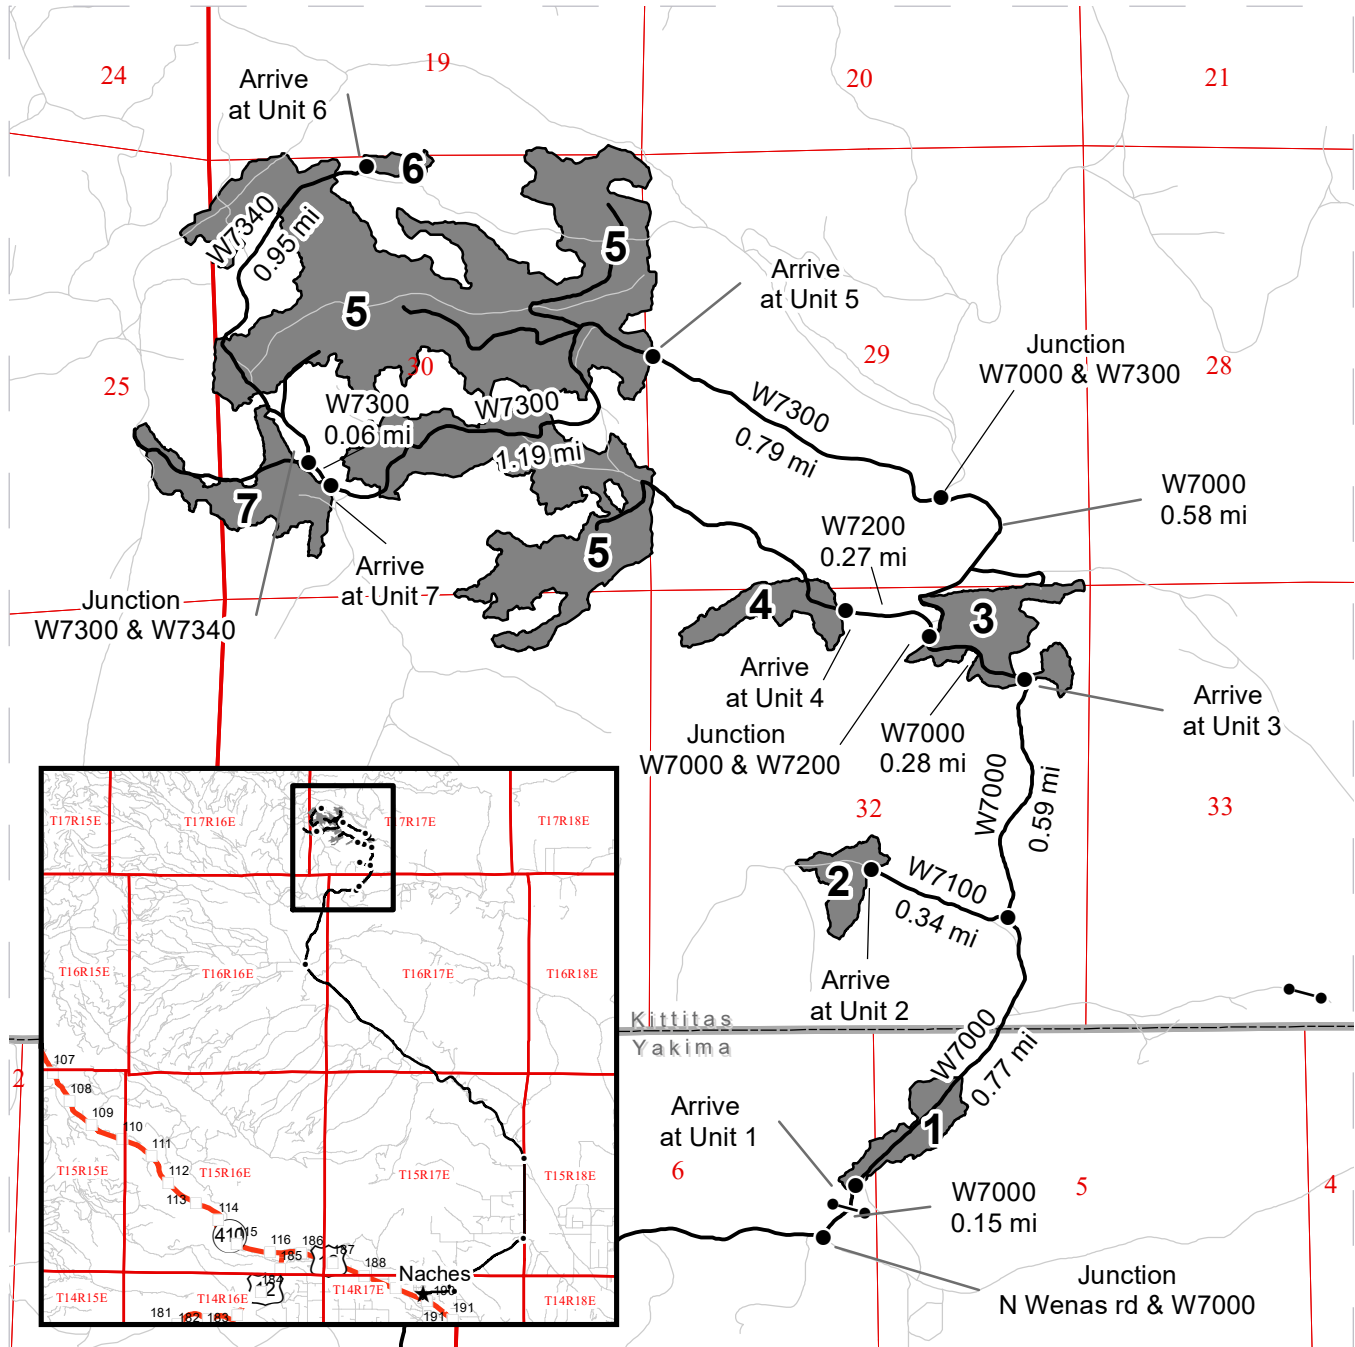 24
19
20
21
Arrive
at Unit 6
6
W7340
0.95 mi
5
5
Arrive
at Unit 5
Junction
W7000 & W7300
29
28
25
30
W7300
0.06 mi
W7300
1.19 mi
W7300
0.79 mi
W7000
0.58 mi
7
5
W7200
0.27 mi
Arrive
at Unit 7
Junction
W7300 & W7340
4
3
Arrive
at Unit 4
Arrive
at Unit 3
Junction
W7000 & W7200
W7000
0.28 mi
W7000
0.59 mi
32
33
2
W7100
0.34 mi
Arrive
at Unit 2
Kittitas
Yakima
W7000
0.77 mi
2
Arrive
at Unit 1
1
6
5
4
W7000
0.15 mi
Junction
N Wenas rd & W7000
T17R15E
T17R16E
T17R17E
T17R18E
T16R15E
T16R16E
T16R17E
T16R18E
107
108
109
110
111
112
113
114
T15R15E
T15R16E
T15R17E
T15R18E
410
115
116
185
186
187
188
184
Naches
190
191
191
T14R15E
T14R16E
T14R17E
T14R18E
181
182
183